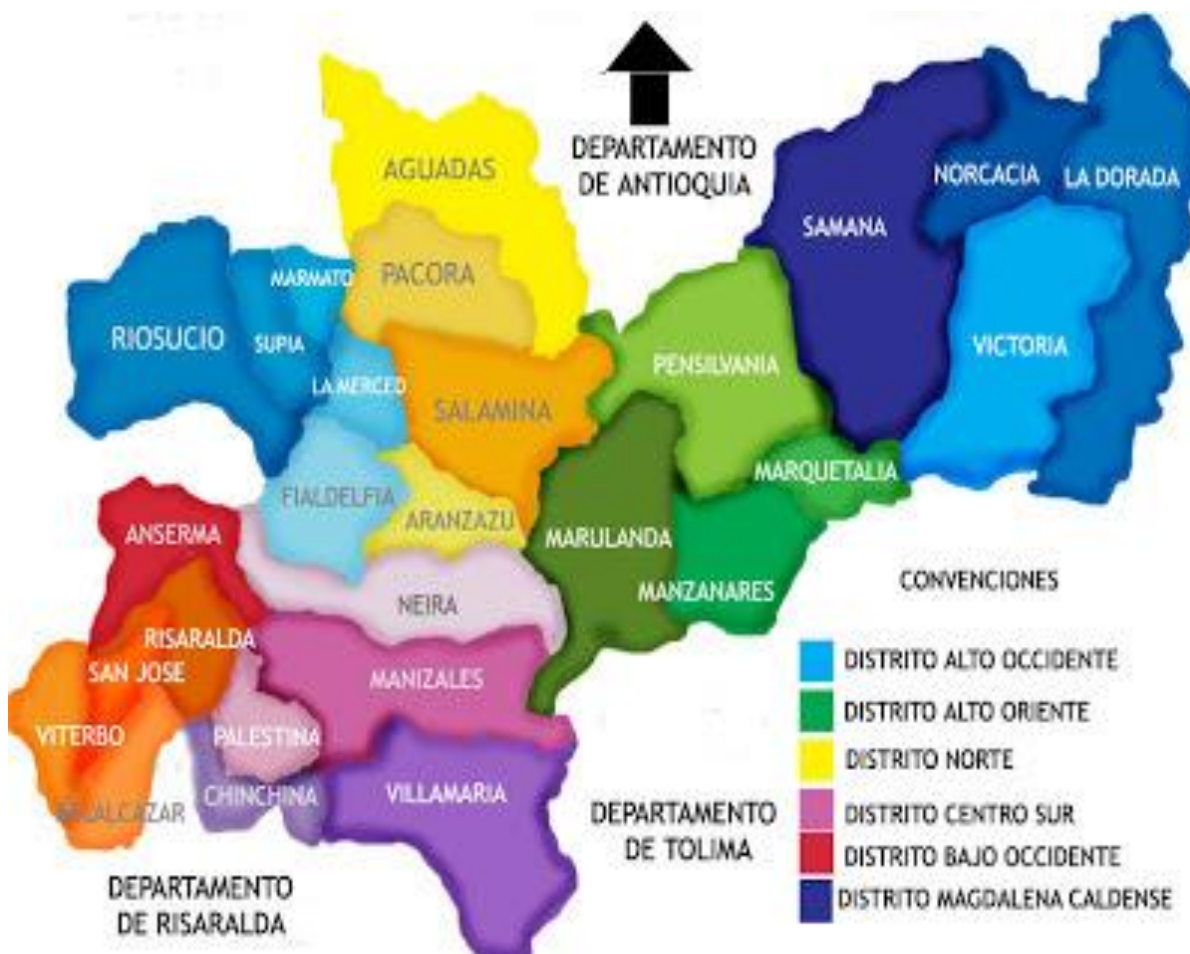 DEPARTAMENTO
DE ANTIOQUIA
AGUADAS
NORCACIA
LA DORADA
SAMANA
PACORA
MARMATO
RIOSUCIO
SUPIA
VICTORIA
PENSILVANIA
LA MERCED
SALAMINA
MARQUETALIA
FIALDELFIA
ARANZAZU
ANSERMA
MARULANDA
MANZANARES
CONVENCIONES
NEIRA
RISARALDA
SAN JOSE
MANIZALES
VITERBO
PALESTINA
CHINCHINA
VILLAMARIA
DISTRITO ALTO OCCIDENTE
DISTRITO ALTO ORIENTE
DISTRITO NORTE
DISTRITO CENTRO SUR
DISTRITO BAJO OCCIDENTE
DISTRITO MAGDALENA CALDENSE
DEPARTAMENTO
DE TOLIMA
DEPARTAMENTO
DE RISARALDA